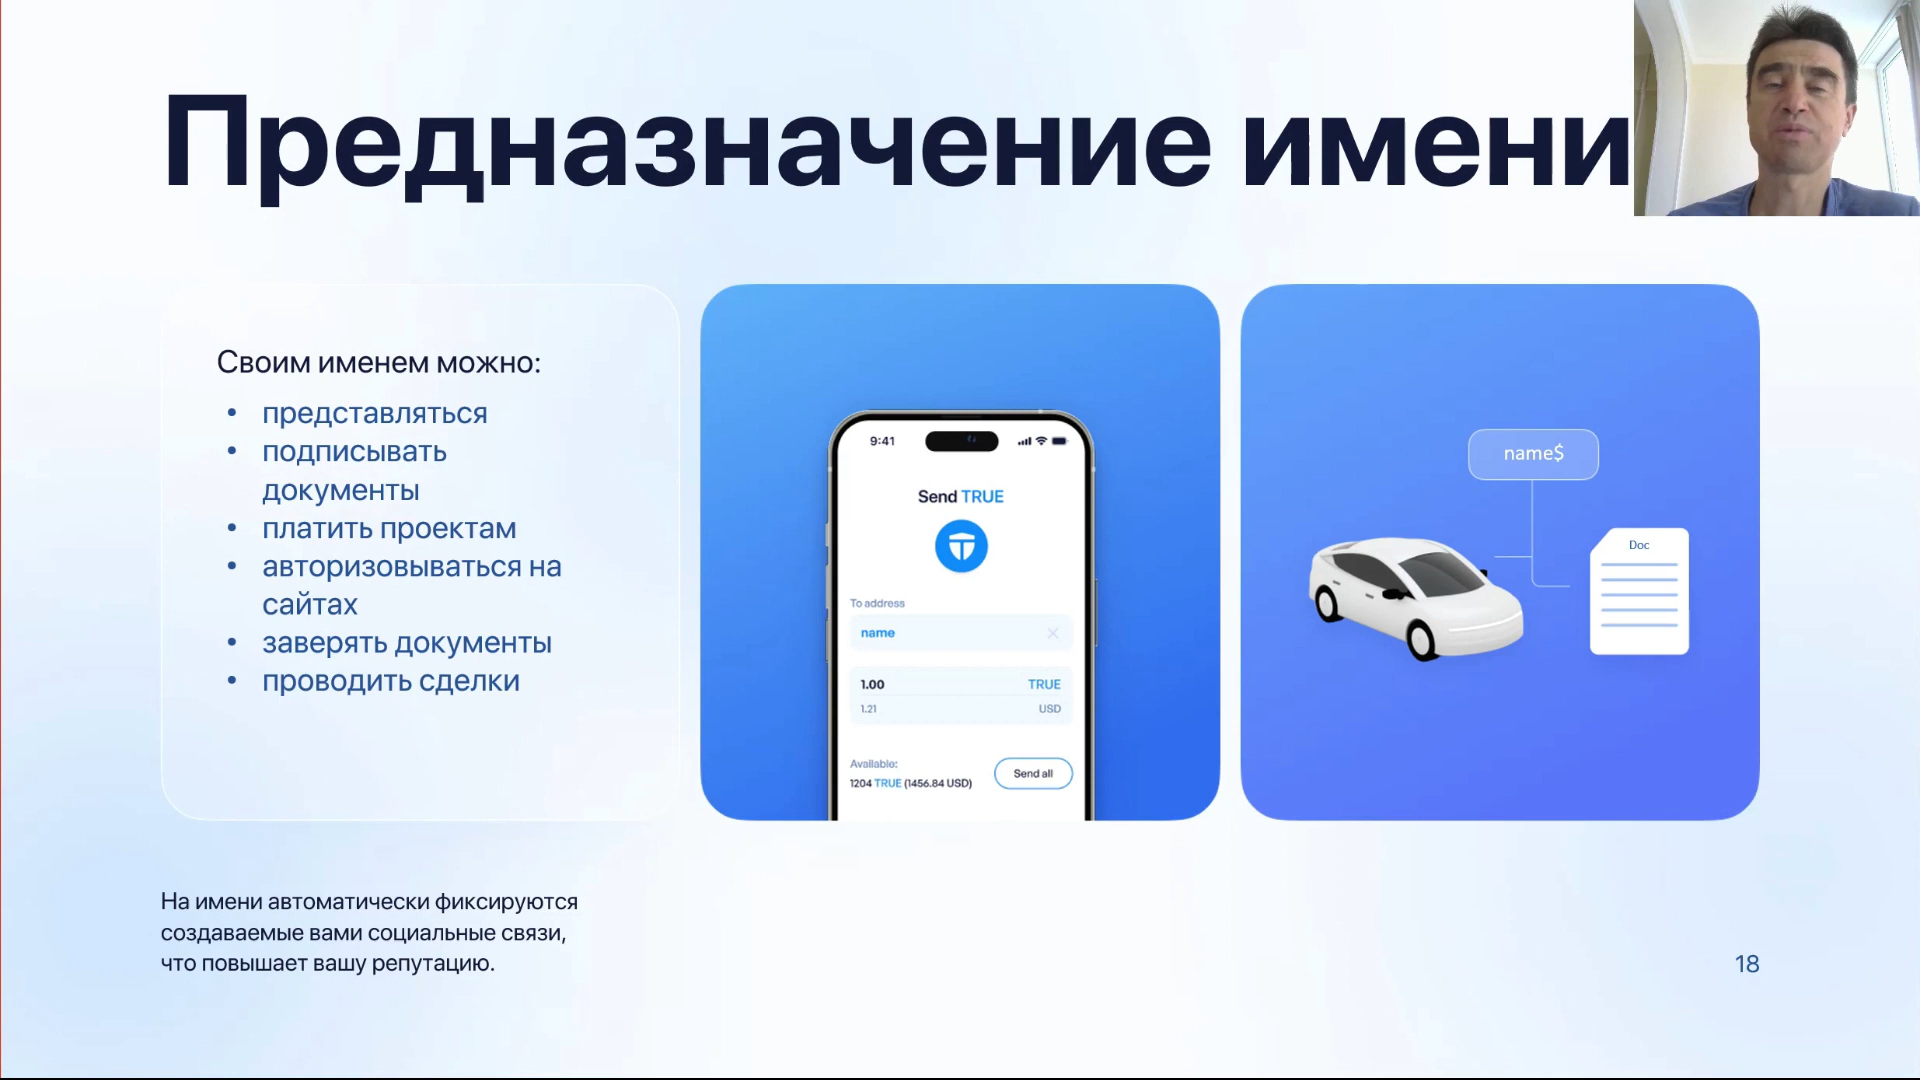 Предназначение имени
Своим именем можно:
• представляться
• подписывать
документы
• платить проектам
• авторизовываться на
сайтах
• заверять документы
• проводить сделки
9:41
Send TRUE
To address
name
1.00 TRUE
1.21 USD
Available:
1204 TRUE (1456.84 USD)
Send all
name$
Doc
На имени автоматически фиксируются
создаваемые вами социальные связи,
что повышает вашу репутацию.
18